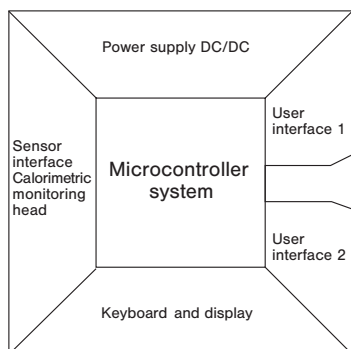 Power supply DC/DC
User
interface 1
Sensor
interface
Calorimetric
monitoring
head
Microcontroller
system
User
interface 2
Keyboard and display